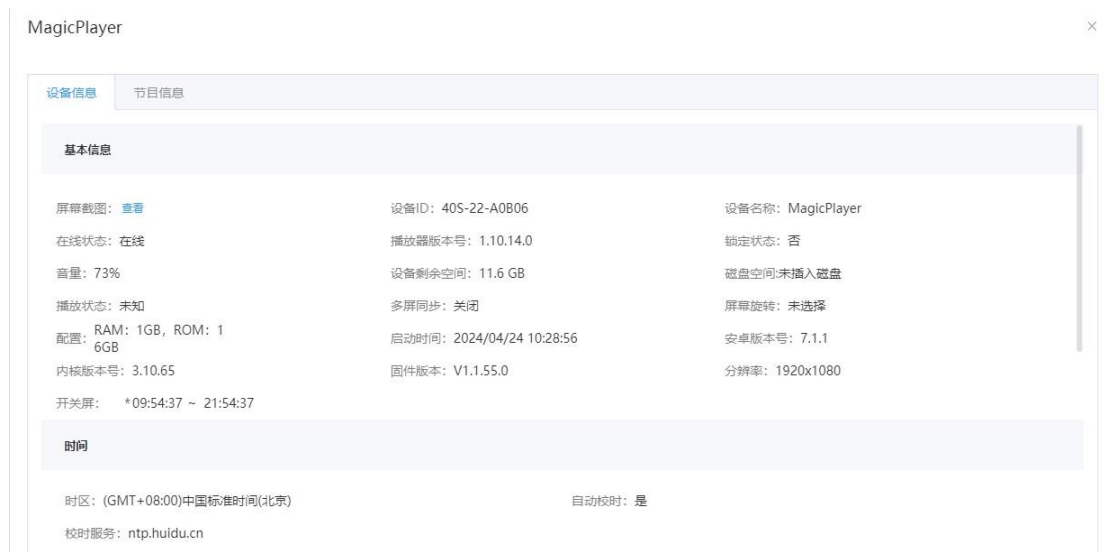 MagicPlayer
设备信息 节目信息
基本信息
屏幕截图：查看 设备ID：40S-22-A0B06 设备名称：MagicPlayer
在线状态：在线 播放器版本号：1.10.14.0 锁定状态：否
音量：73% 设备剩余空间：11.6 GB 磁盘空间:未插入磁盘
播放状态：未知 多屏同步：关闭 屏幕旋转：未选择
配置：RAM：1GB，ROM：1
6GB
启动时间：2024/04/24 10:28:56 安卓版本号：7.1.1
内核版本号：3.10.65 固件版本：V1.1.55.0 分辨率：1920x1080
开关屏： *09:54:37 ~ 21:54:37
时间
时区：(GMT+08:00)中国标准时间(北京) 自动校时：是
校时服务：ntp.huidu.cn